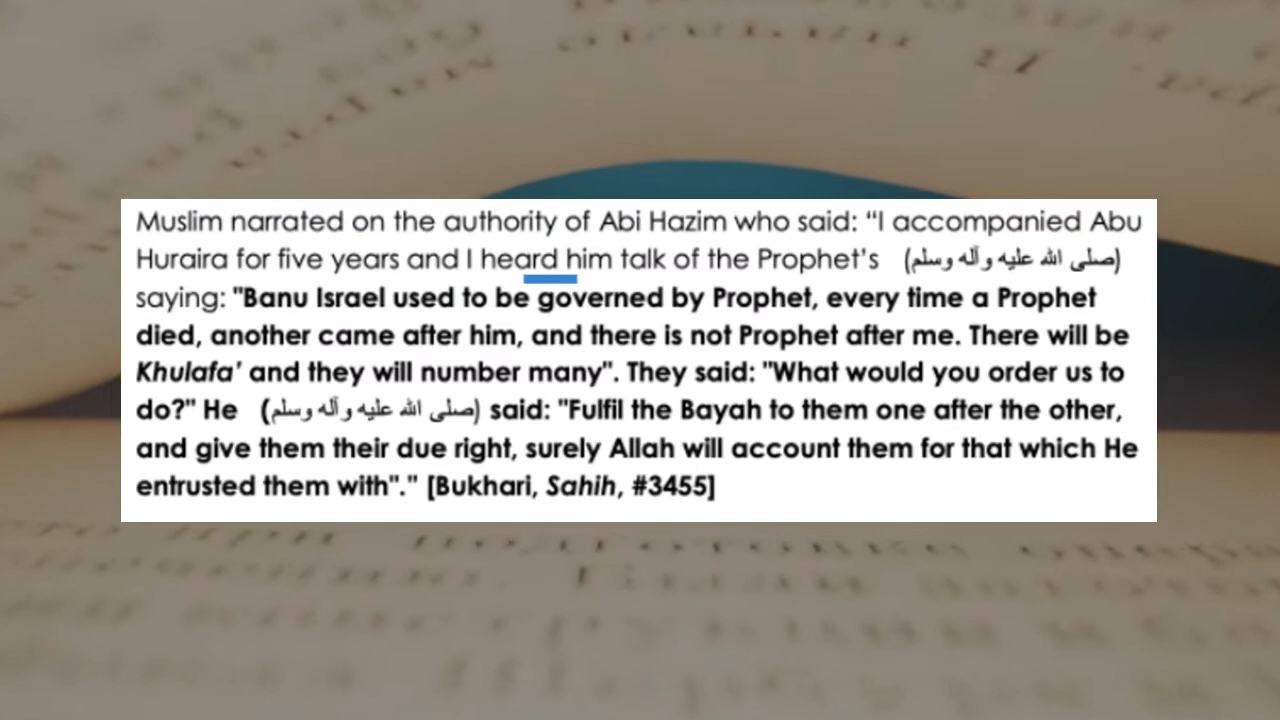 Muslim narrated on the authority of Abi Hazim who said: “I accompanied Abu
Huraira for five years and I heard him talk of the Prophet’s (صلى الله عليه وآله وسلم)
saying: "Banu Israel used to be governed by Prophet, every time a Prophet
died, another came after him, and there is not Prophet after me. There will be
Khulafa’ and they will number many". They said: "What would you order us to
do?" He (صلى الله عليه وآله وسلم) said: "Fulfil the Bayah to them one after the other,
and give them their due right, surely Allah will account them for that which He
entrusted them with"." [Bukhari, Sahih, #3455]